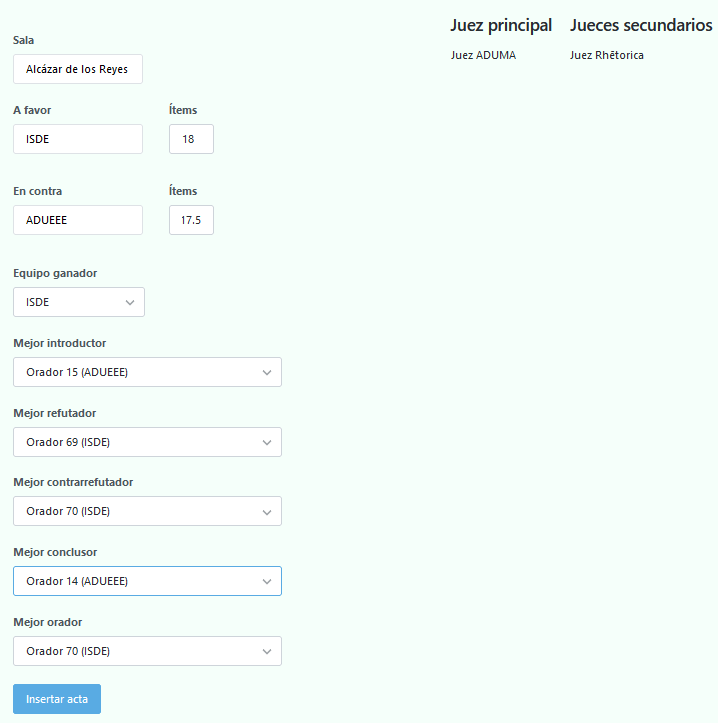 Juez principal Jueces secundarios
Juez ADUMA Juez Rhêtorica
Sala
Alcázar de los Reyes
A favor Ítems
ISDE 18
En contra Ítems
ADUEEE 17.5
Equipo ganador
ISDE
Mejor introductor
Orador 15 (ADUEEE)
Mejor refutador
Orador 69 (ISDE)
Mejor contrarrefutador
Orador 70 (ISDE)
Mejor conclusor
Orador 14 (ADUEEE)
Mejor orador
Orador 70 (ISDE)
Insertar acta